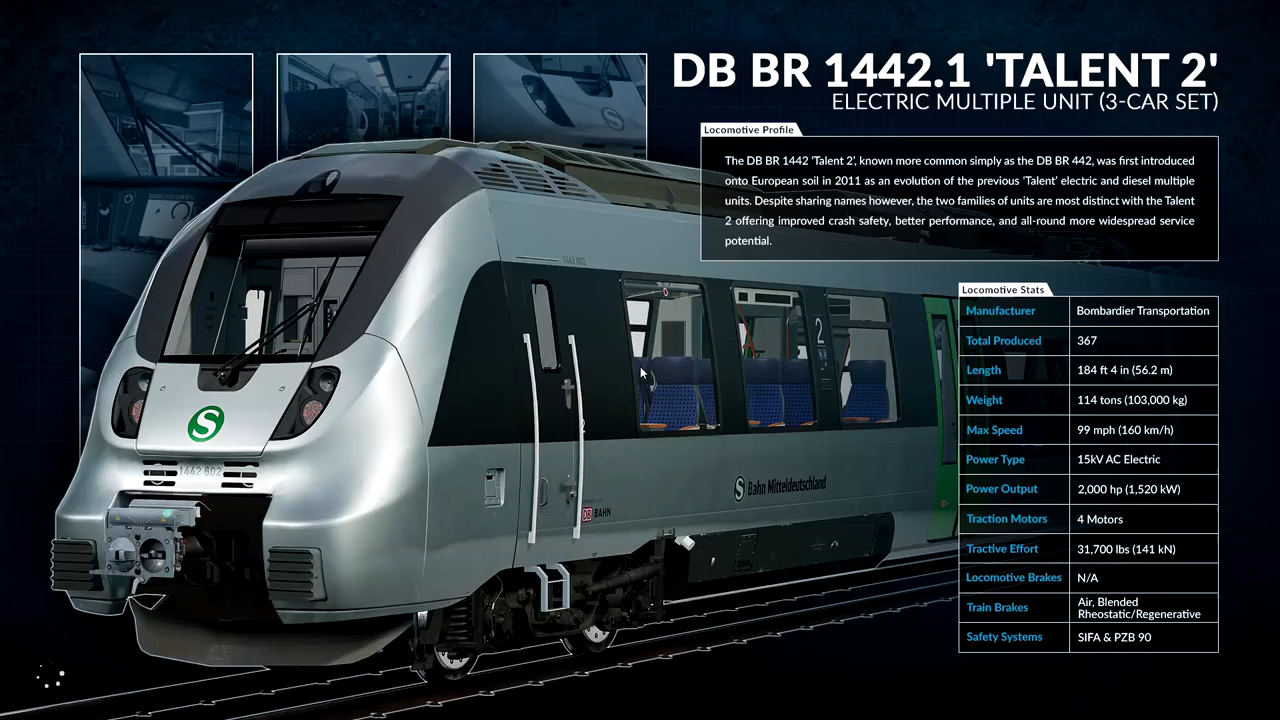 DB BR 1442.1 'TALENT 2'
ELECTRIC MULTIPLE UNIT (3-CAR SET)
Locomotive Profile
The DB BR 1442 'Talent 2', known more common simply as the DB BR 442, was first introduced
onto European soil in 2011 as an evolution of the previous 'Talent' electric and diesel multiple
units. Despite sharing names however, the two families of units are most distinct with the Talent
2 offering improved crash safety, better performance, and all-round more widespread service
potential.
Locomotive Stats
Manufacturer Bombardier Transportation
Total Produced 367
Length 184 ft 4 in (56.2 m)
Weight 114 tons (103,000 kg)
Max Speed 99 mph (160 km/h)
Power Type 15kV AC Electric
Power Output 2,000 hp (1,520 kW)
Traction Motors 4 Motors
Tractive Effort 31,700 lbs (141 kN)
Locomotive Brakes N/A
Train Brakes Air, Blended
Rheostatic/Regenerative
Safety Systems SIFA & PZB 90
1442 602
2
S
1442 602
S Bahn Mitteldeutschland
DB BAHN